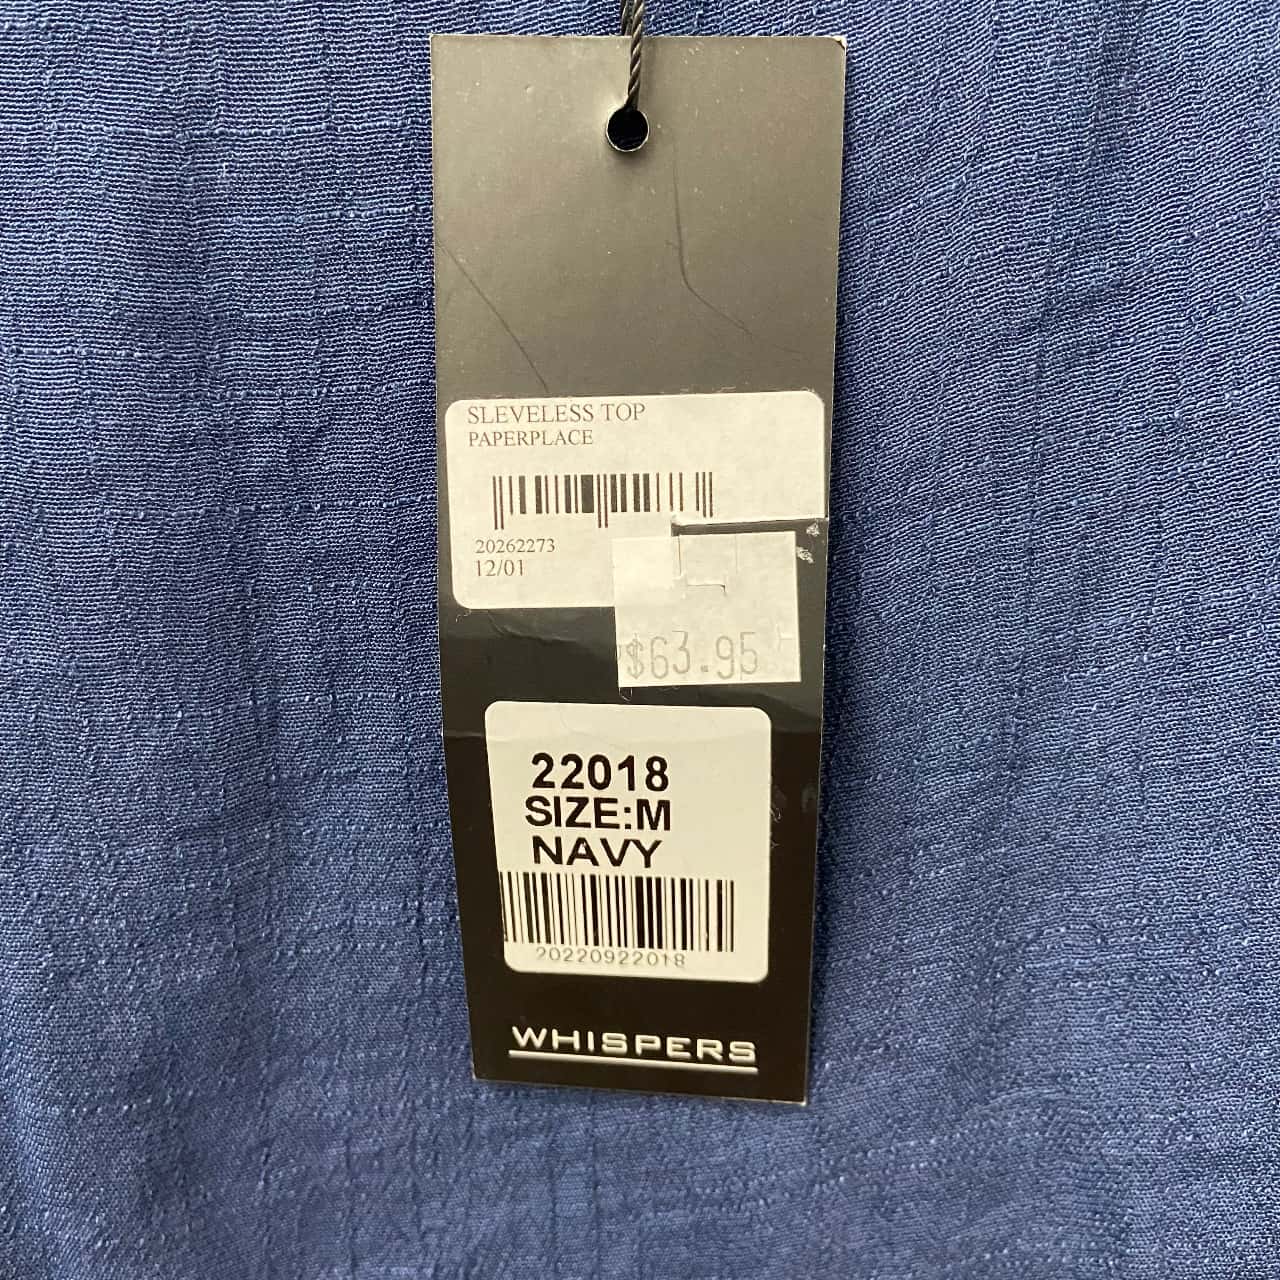 SLEVELESS TOP
PAPERPLACE
20262273
12/01
$63.95
22018
SIZE:M
NAVY
20220922018
WHISPERS